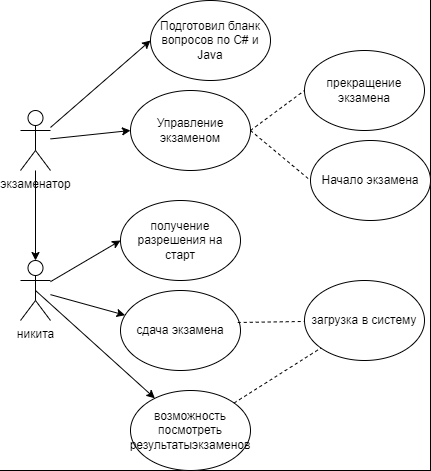 Подготовил бланк
вопросов по C# и
Java
прекращение
экзамена
Управление
экзаменом
Начало экзамена
экзаменатор
получение
разрешения на
старт
никита
сдача экзамена
загрузка в систему
возможность
посмотреть
результатыэкзаменов